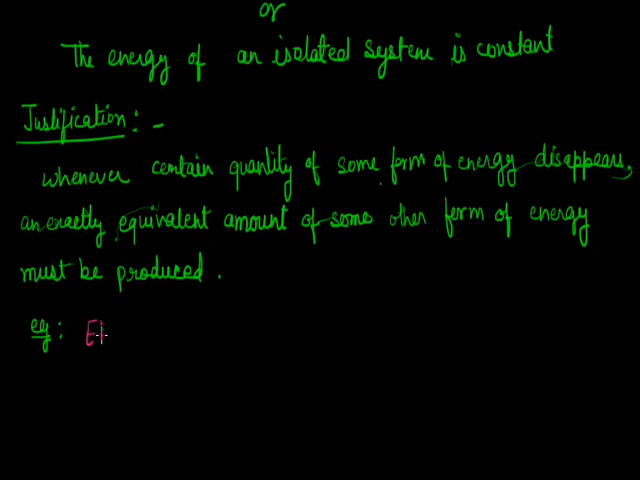 or
The energy of an isolated system is constant
Justification: -
whenever certain quantity of some form of energy disappears,
an exactly equivalent amount of some other form of energy
must be produced.
eg: El